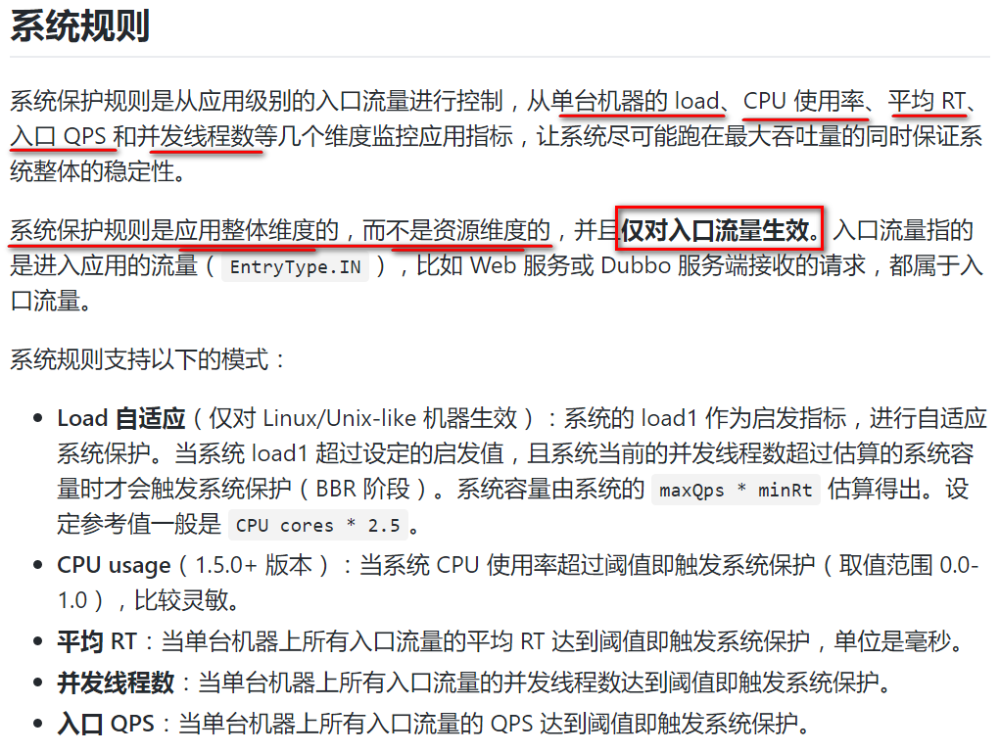 系统规则
系统保护规则是从应用级别的入口流量进行控制，从单台机器的 load、CPU 使用率、平均 RT、
入口 QPS 和并发线程数等几个维度监控应用指标，让系统尽可能跑在最大吞吐量的同时保证系
统整体的稳定性。
系统保护规则是应用整体维度的，而不是资源维度的，并且仅对入口流量生效。入口流量指的
是进入应用的流量（ EntryType.IN ），比如 Web 服务或 Dubbo 服务端接收的请求，都属于入
口流量。
系统规则支持以下的模式：
• Load 自适应（仅对 Linux/Unix-like 机器生效）：系统的 load1 作为启发指标，进行自适应
系统保护。当系统 load1 超过设定的启发值，且系统当前的并发线程数超过估算的系统容
量时才会触发系统保护（BBR 阶段）。系统容量由系统的 maxQps * minRt 估算得出。设
定参考值一般是 CPU cores * 2.5 。
• CPU usage（1.5.0+ 版本）：当系统 CPU 使用率超过阈值即触发系统保护（取值范围 0.0-
1.0），比较灵敏。
• 平均 RT：当单台机器上所有入口流量的平均 RT 达到阈值即触发系统保护，单位是毫秒。
• 并发线程数：当单台机器上所有入口流量的并发线程数达到阈值即触发系统保护。
• 入口 QPS：当单台机器上所有入口流量的 QPS 达到阈值即触发系统保护。